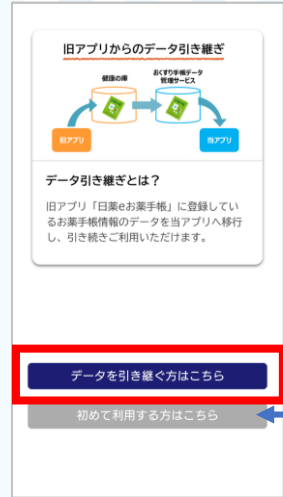 旧アプリからのデータ引き継ぎ
健康の庫
おくすり手帳データ
管理サービス
旧アプリ
当アプリ
データ引き継ぎとは？
旧アプリ「日薬eお薬手帳」に登録してい
るお薬手帳情報のデータを当アプリへ移行
し、引き続きご利用いただけます。
データを引き継ぐ方はこちら
初めて利用する方はこちら